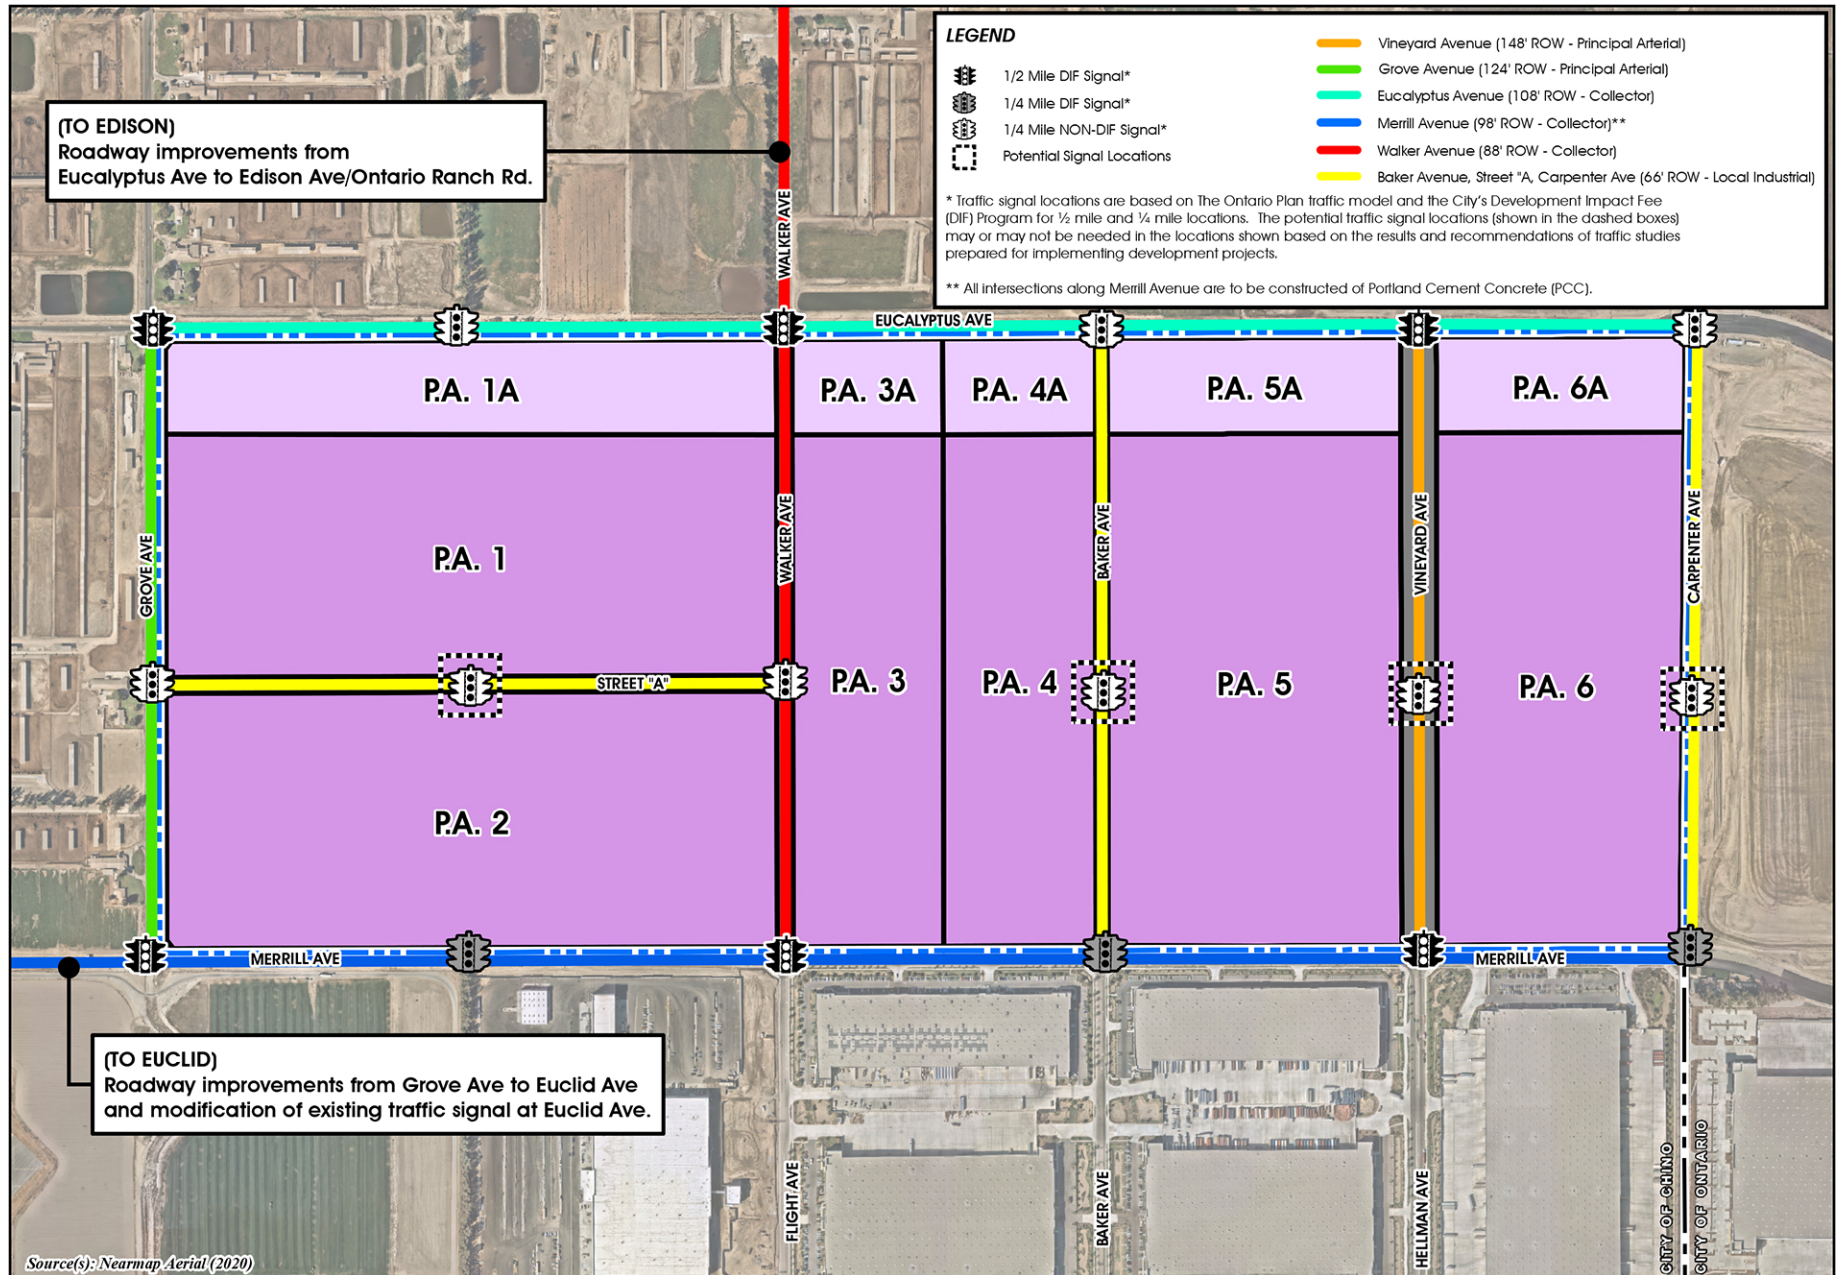 LEGEND
1/2 Mile DIF Signal*
1/4 Mile DIF Signal*
1/4 Mile NON-DIF Signal*
Potential Signal Locations
Vineyard Avenue (148' ROW - Principal Arterial)
Grove Avenue (124' ROW - Principal Arterial)
Eucalyptus Avenue (108' ROW - Collector)
Merrill Avenue (98' ROW - Collector)**
Walker Avenue (88' ROW - Collector)
Baker Avenue, Street "A, Carpenter Ave (66' ROW - Local Industrial)
* Traffic signal locations are based on The Ontario Plan traffic model and the City's Development Impact Fee
(DIF) Program for ½ mile and ¼ mile locations. The potential traffic signal locations (shown in the dashed boxes)
may or may not be needed in the locations shown based on the results and recommendations of traffic studies
prepared for implementing development projects.
** All intersections along Merrill Avenue are to be constructed of Portland Cement Concrete (PCC).
(TO EDISON)
Roadway improvements from
Eucalyptus Ave to Edison Ave/Ontario Ranch Rd.
WALKER AVE
EUCALYPTUS AVE
P.A. 1A
P.A. 3A
P.A. 4A
P.A. 5A
P.A. 6A
GROVE AVE
P.A. 1
WALKER AVE
BAKER AVE
VINEYARD AVE
CARPENTER AVE
STREET "A"
P.A. 3
P.A. 4
P.A. 5
P.A. 6
P.A. 2
MERRILL AVE
MERRILL AVE
(TO EUCLID)
Roadway improvements from Grove Ave to Euclid Ave
and modification of existing traffic signal at Euclid Ave.
FLIGHT AVE
BAKER AVE
HELLMAN AVE
CITY OF CHINO
CITY OF ONTARIO
Source(s): Nearmap Aerial (2020)